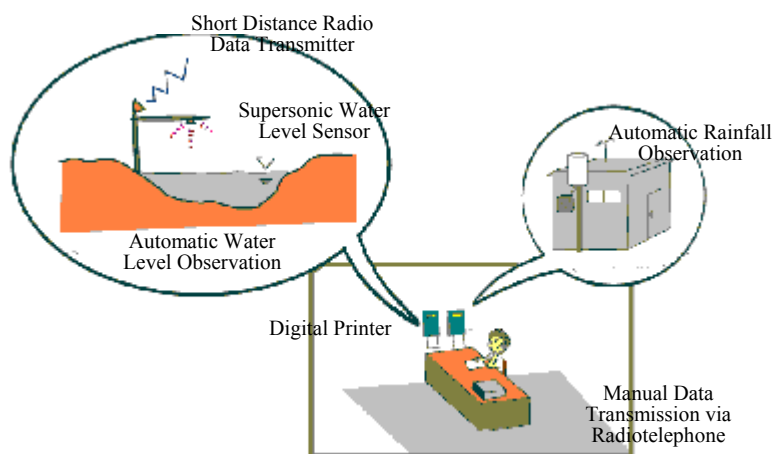 Short Distance Radio
Data Transmitter
Supersonic Water
Level Sensor
Automatic Rainfall
Observation
Automatic Water
Level Observation
Digital Printer
Manual Data
Transmission via
Radiotelephone